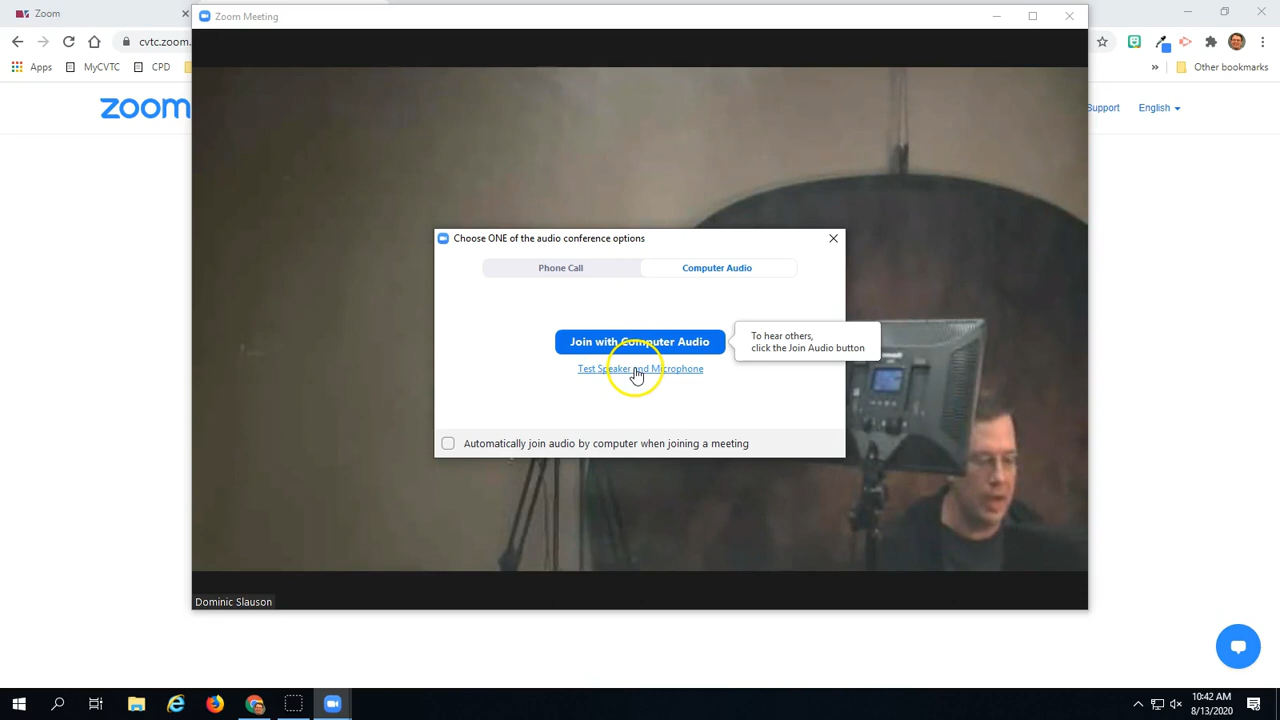 Zoom
Zoom Meeting
cvtc.zoom.
Apps
MyCVTC
CPD
»
Other bookmarks
zoom
Support
English
Choose ONE of the audio conference options
Phone Call
Computer Audio
Join with Computer Audio
To hear others,
click the Join Audio button
Test Speaker and Microphone
Automatically join audio by computer when joining a meeting
Dominic Slauson
10:42 AM
8/13/2020